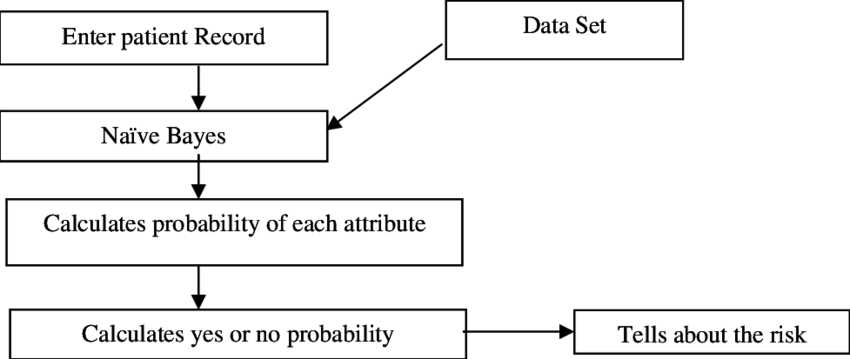 Enter patient Record
Data Set
Naïve Bayes
Calculates probability of each attribute
Calculates yes or no probability
Tells about the risk